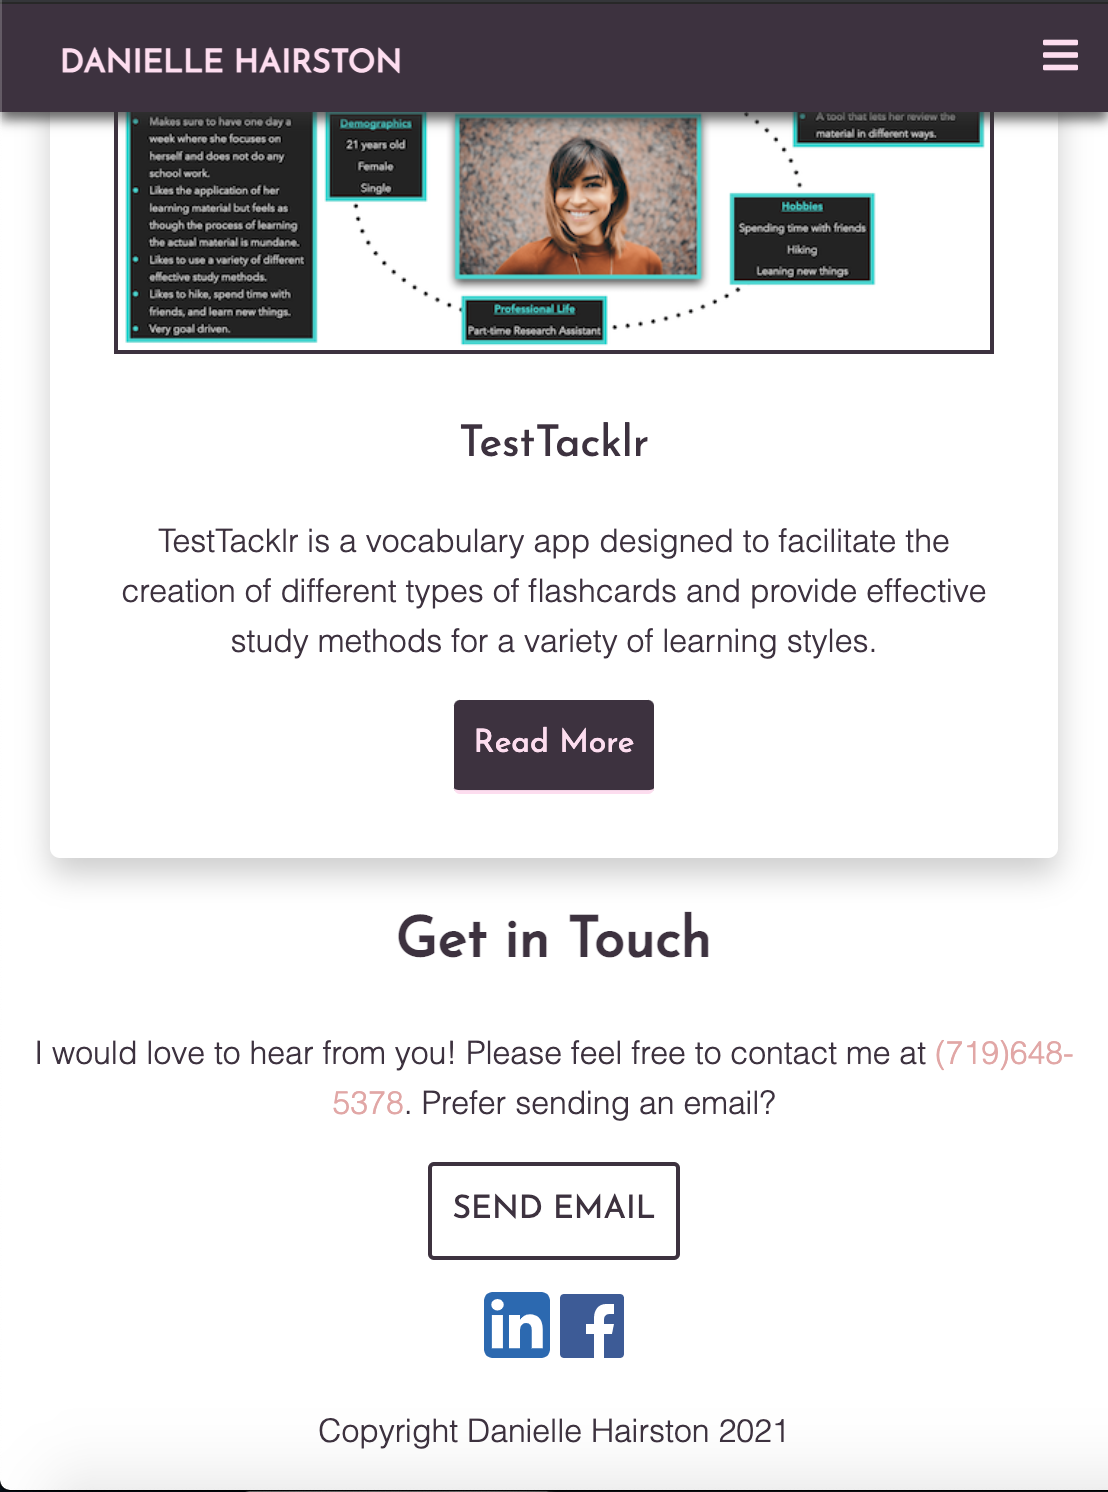 DANIELLE HAIRSTON
Makes sure to have one day a
week where she focuses on
herself and does not do any
school work.
Likes the application of her
learning material but feels as
though the process of learning
the actual material is mundane.
Likes to use a variety of different
effective study methods.
Likes to hike, spend time with
friends, and learn new things.
Very goal driven.
Demographics
21 years old
Female
Single
Professional Life
Part-time Research Assistant
A tool that lets her review the
material in different ways.
Hobbies
Spending time with friends
Hiking
Leaning new things
TestTacklr
TestTacklr is a vocabulary app designed to facilitate the
creation of different types of flashcards and provide effective
study methods for a variety of learning styles.
Read More
Get in Touch
I would love to hear from you! Please feel free to contact me at (719)648-
5378. Prefer sending an email?
SEND EMAIL
in f
Copyright Danielle Hairston 2021